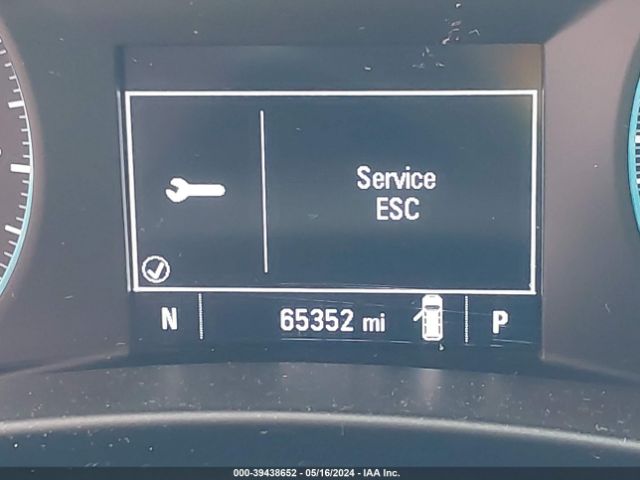 Service
ESC
N 65352 mi P
000-39438652 - 05/16/2024 - IAA Inc.